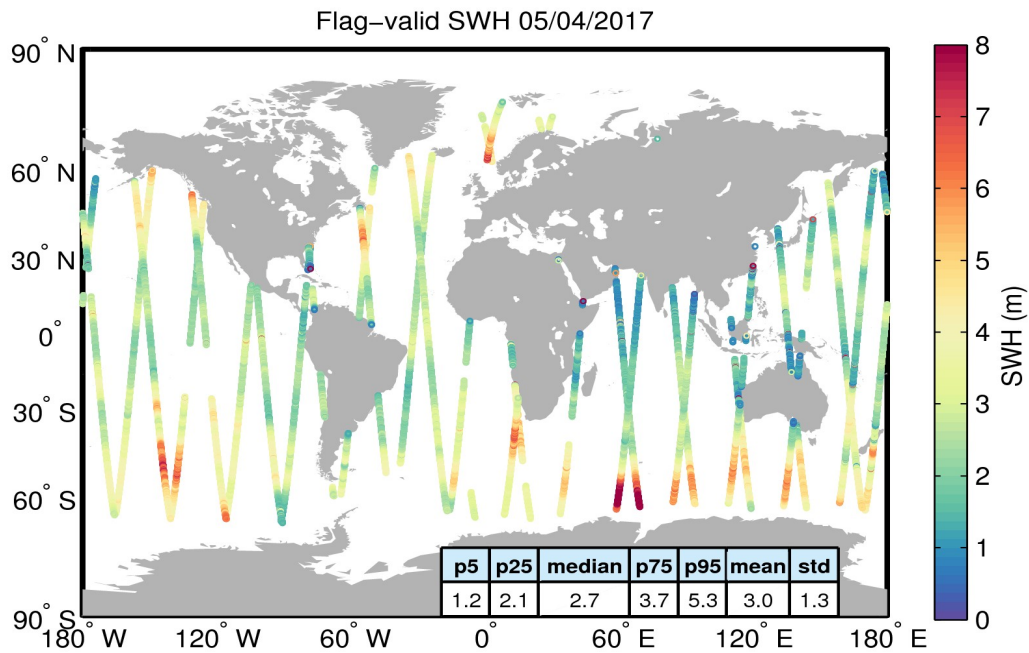 Flag−valid SWH 05/04/2017
90° N
60° N
30° N
0°
30° S
60° S
90° S
180° W
120° W
60° W
0°
60° E
120° E
180° E
p5 p25 median p75 p95 mean std
1.2 2.1 2.7 3.7 5.3 3.0 1.3
8
7
6
5
4
3
2
1
0
SWH (m)